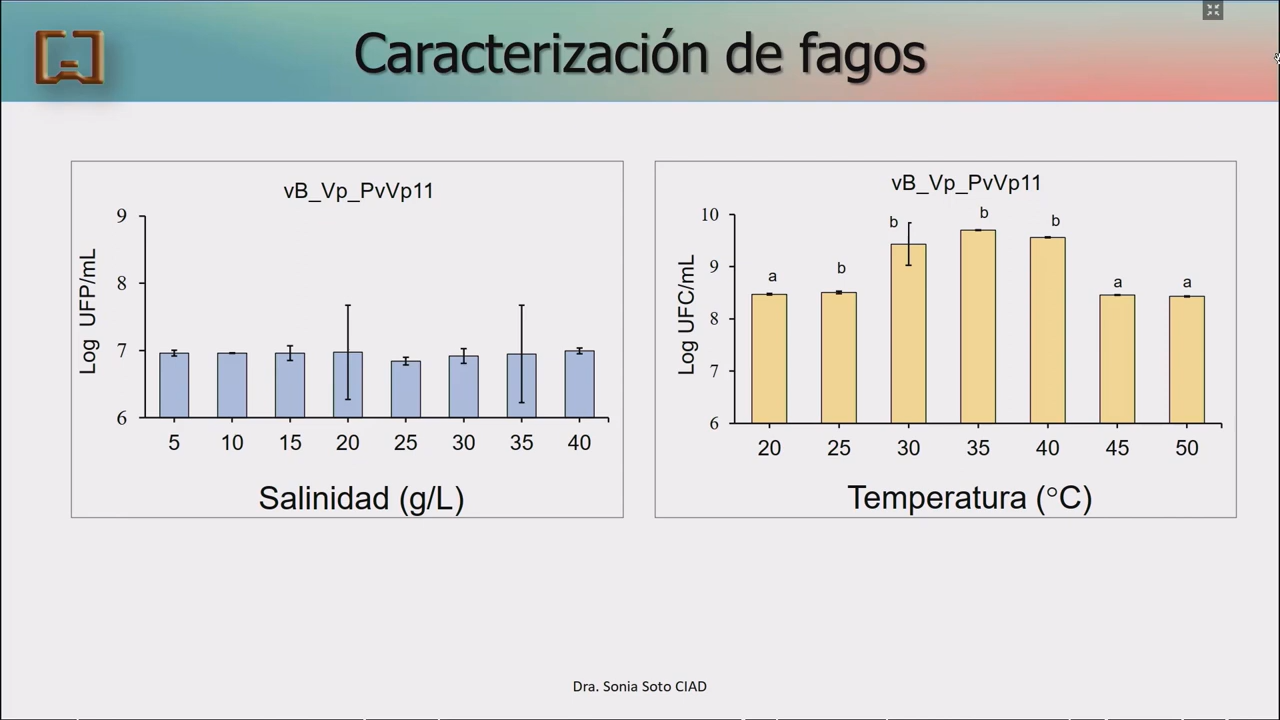 Caracterización de fagos
vB_Vp_PvVp11
9
8
7
6
Log UFP/mL
5 10 15 20 25 30 35 40
Salinidad (g/L)
vB_Vp_PvVp11
10
9
8
7
6
Log UFC/mL
a b b b b a a
20 25 30 35 40 45 50
Temperatura (°C)
Dra. Sonia Soto CIAD